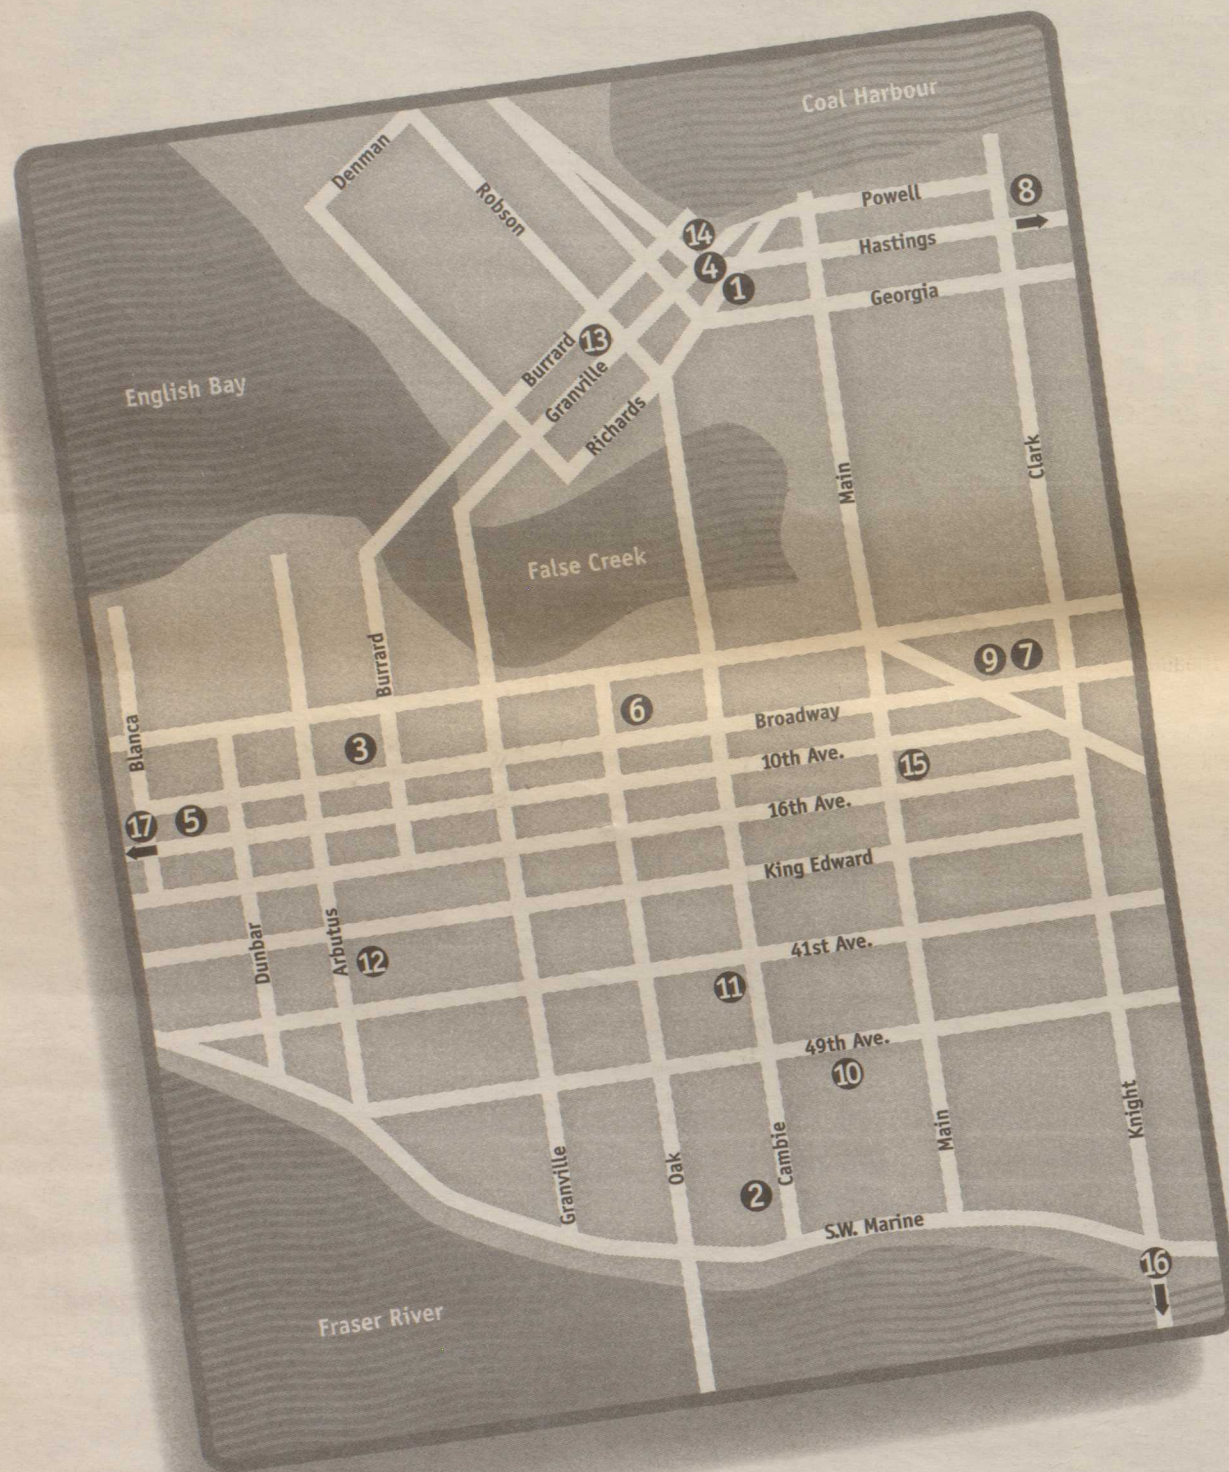 Coal Harbour
Denman
Robson
Powell
8
14
Hastings
4
1
Georgia
13
Burrard
Granville
Richards
English Bay
Main
Clark
False Creek
Burrard
9
7
6
Broadway
Blanca
3
10th Ave.
15
16th Ave.
17
5
King Edward
Dunbar
Arbutus
12
41st Ave.
11
49th Ave.
10
Granville
Oak
Cambie
Main
Knight
2
S.W. Marine
16
Fraser River